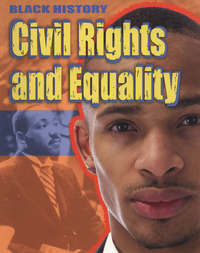 BLACK HISTORY
Civil Rights
and Equality